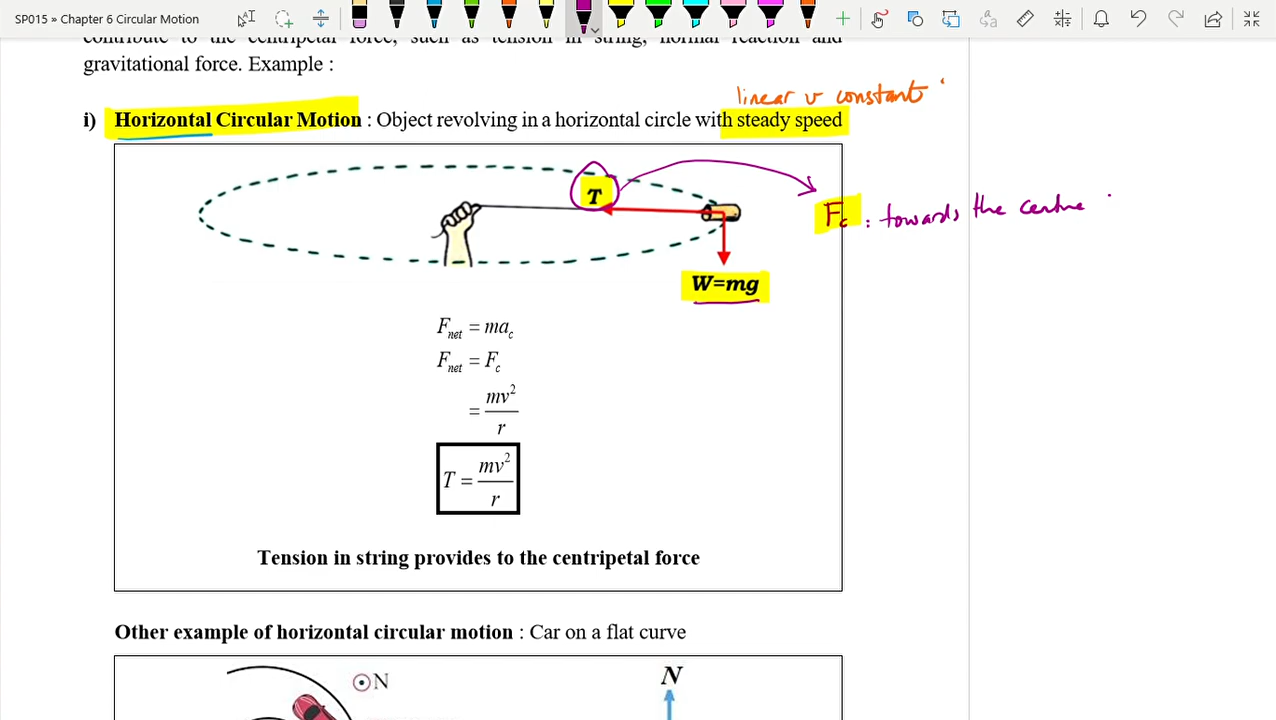 SP015 » Chapter 6 Circular Motion
contribute to the centripetal force, such as tension in string, normal reaction and
gravitational force. Example :
linear v constant
i) Horizontal Circular Motion : Object revolving in a horizontal circle with steady speed
T
Fc : towards the centre
W=mg
Fnet = mac
Fnet = Fc
= mv²/r
T = mv²/r
Tension in string provides to the centripetal force
Other example of horizontal circular motion : Car on a flat curve
N
N